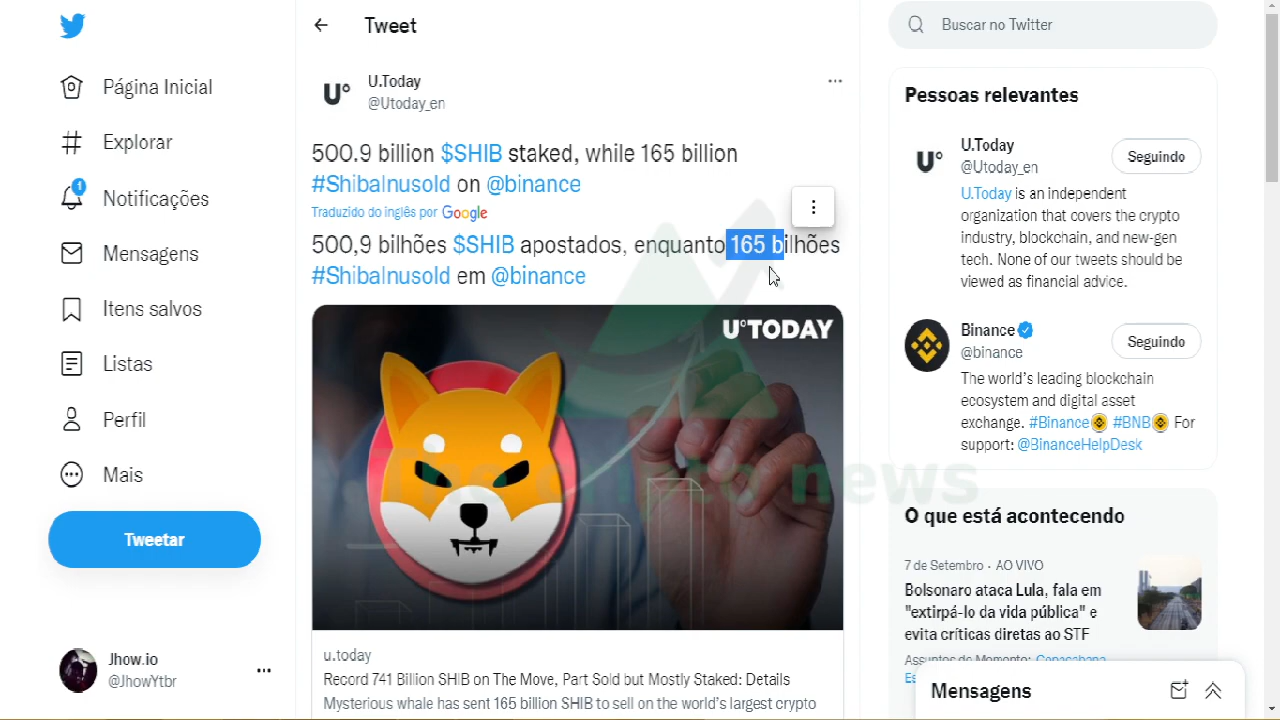 Página Inicial
Explorar
1
Notificações
Mensagens
Itens salvos
Listas
Perfil
Mais
Tweetar
Jhow.io
@JhowYtbr
Tweet
U.Today
@Utoday_en
500.9 billion $SHIB staked, while 165 billion
#ShibaInusold on @binance
Traduzido do inglês por Google
500,9 bilhões $SHIB apostados, enquanto 165 bilhões
#ShibaInusold em @binance
U°TODAY
u.today
Record 741 Billion SHIB on The Move, Part Sold but Mostly Staked: Details
Mysterious whale has sent 165 billion SHIB to sell on the world's largest crypto
The crypto news
Buscar no Twitter
Pessoas relevantes
U.Today
@Utoday_en
Seguindo
U.Today is an independent
organization that covers the crypto
industry, blockchain, and new-gen
tech. None of our tweets should be
viewed as financial advice.
Binance
@binance
Seguindo
The world's leading blockchain
ecosystem and digital asset
exchange. #Binance #BNB For
support: @BinanceHelpDesk
O que está acontecendo
7 de Setembro · AO VIVO
Bolsonaro ataca Lula, fala em
"extirpá-lo da vida pública" e
evita críticas diretas ao STF
Assuntos do Momento: Copacabana
Mensagens